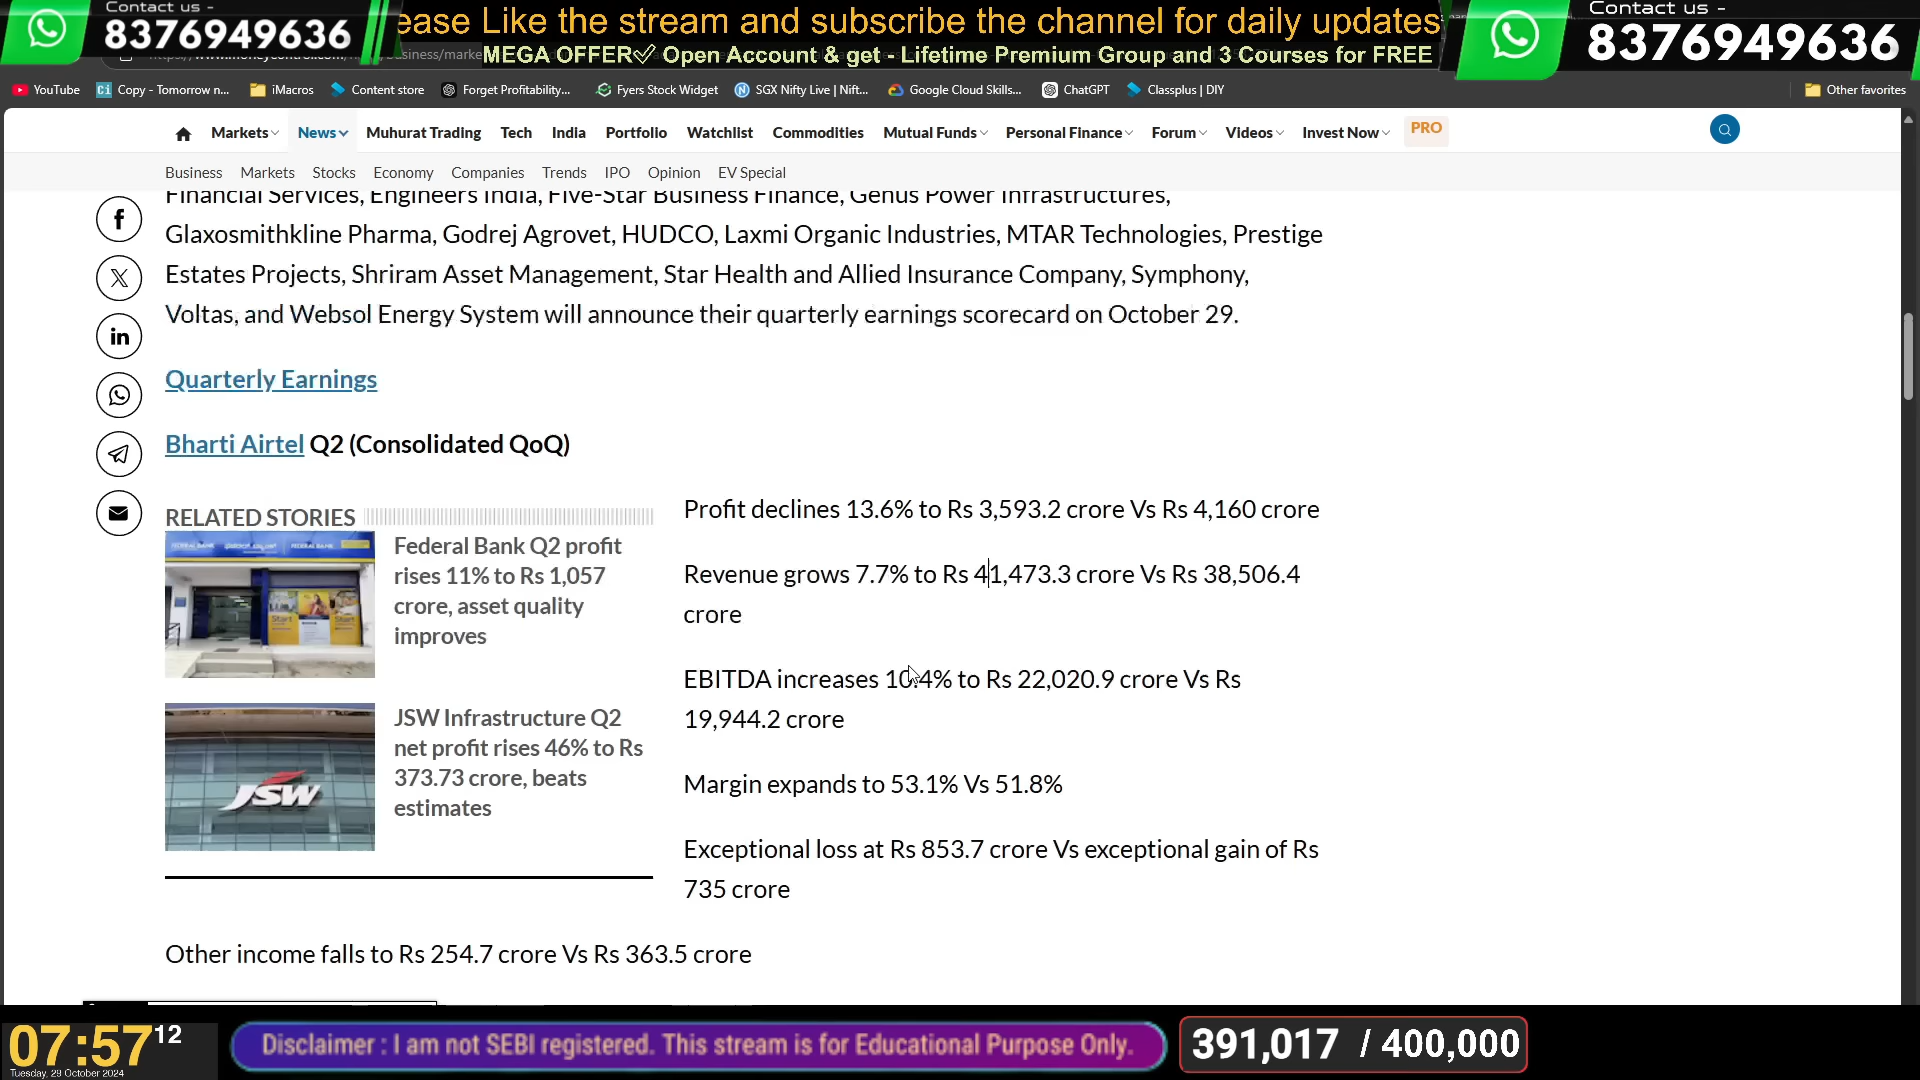 Contact us -
8376949636
ease Like the stream and subscribe the channel for daily updates
MEGA OFFER✓ Open Account & get - Lifetime Premium Group and 3 Courses for FREE
Contact us -
8376949636
YouTube
Copy - Tomorrow n...
iMacros
Content store
Forget Profitability...
Fyers Stock Widget
SGX Nifty Live | Nift...
Google Cloud Skills...
ChatGPT
Classplus | DIY
Other favorites
Markets News Muhurat Trading Tech India Portfolio Watchlist Commodities Mutual Funds Personal Finance Forum Videos Invest Now PRO
Business Markets Stocks Economy Companies Trends IPO Opinion EV Special
Financial Services, Engineers India, Five-Star Business Finance, Genus Power Infrastructures,
Glaxosmithkline Pharma, Godrej Agrovet, HUDCO, Laxmi Organic Industries, MTAR Technologies, Prestige
Estates Projects, Shriram Asset Management, Star Health and Allied Insurance Company, Symphony,
Voltas, and Websol Energy System will announce their quarterly earnings scorecard on October 29.
Quarterly Earnings
Bharti Airtel Q2 (Consolidated QoQ)
RELATED STORIES
Federal Bank Q2 profit
rises 11% to Rs 1,057
crore, asset quality
improves
JSW
JSW Infrastructure Q2
net profit rises 46% to Rs
373.73 crore, beats
estimates
Profit declines 13.6% to Rs 3,593.2 crore Vs Rs 4,160 crore
Revenue grows 7.7% to Rs 41,473.3 crore Vs Rs 38,506.4
crore
EBITDA increases 10.4% to Rs 22,020.9 crore Vs Rs
19,944.2 crore
Margin expands to 53.1% Vs 51.8%
Exceptional loss at Rs 853.7 crore Vs exceptional gain of Rs
735 crore
Other income falls to Rs 254.7 crore Vs Rs 363.5 crore
07:57 12
Tuesday, 29 October 2024
Disclaimer : I am not SEBI registered. This stream is for Educational Purpose Only.
391,017 / 400,000